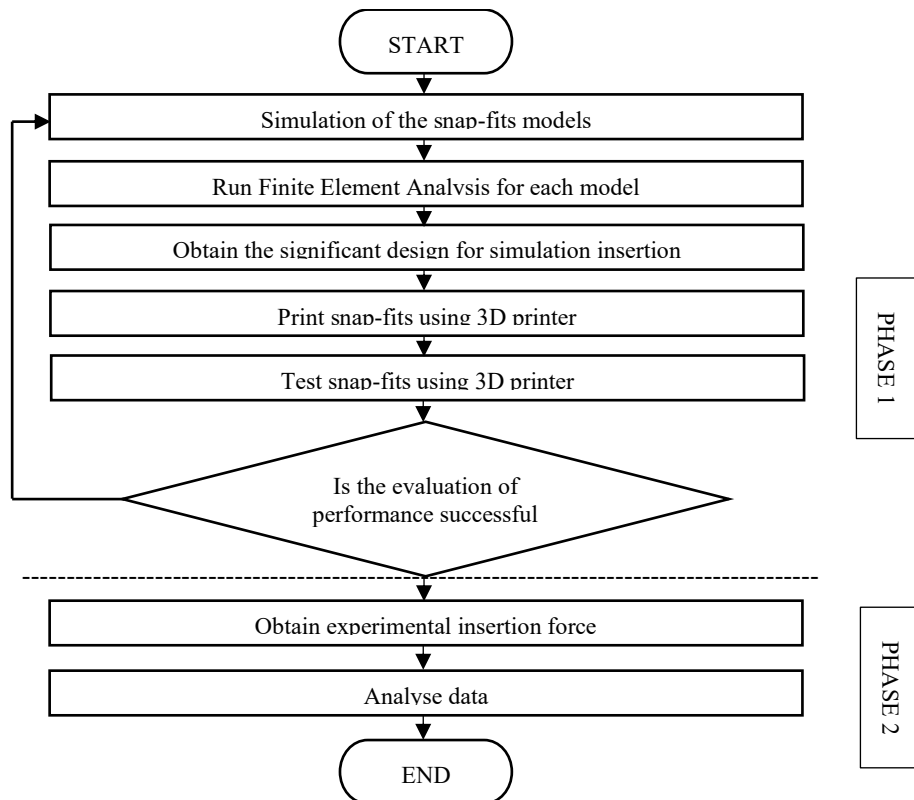 START
Simulation of the snap-fits models
Run Finite Element Analysis for each model
Obtain the significant design for simulation insertion
Print snap-fits using 3D printer
Test snap-fits using 3D printer
PHASE 1
Is the evaluation of
performance successful
Obtain experimental insertion force
Analyse data
PHASE 2
END